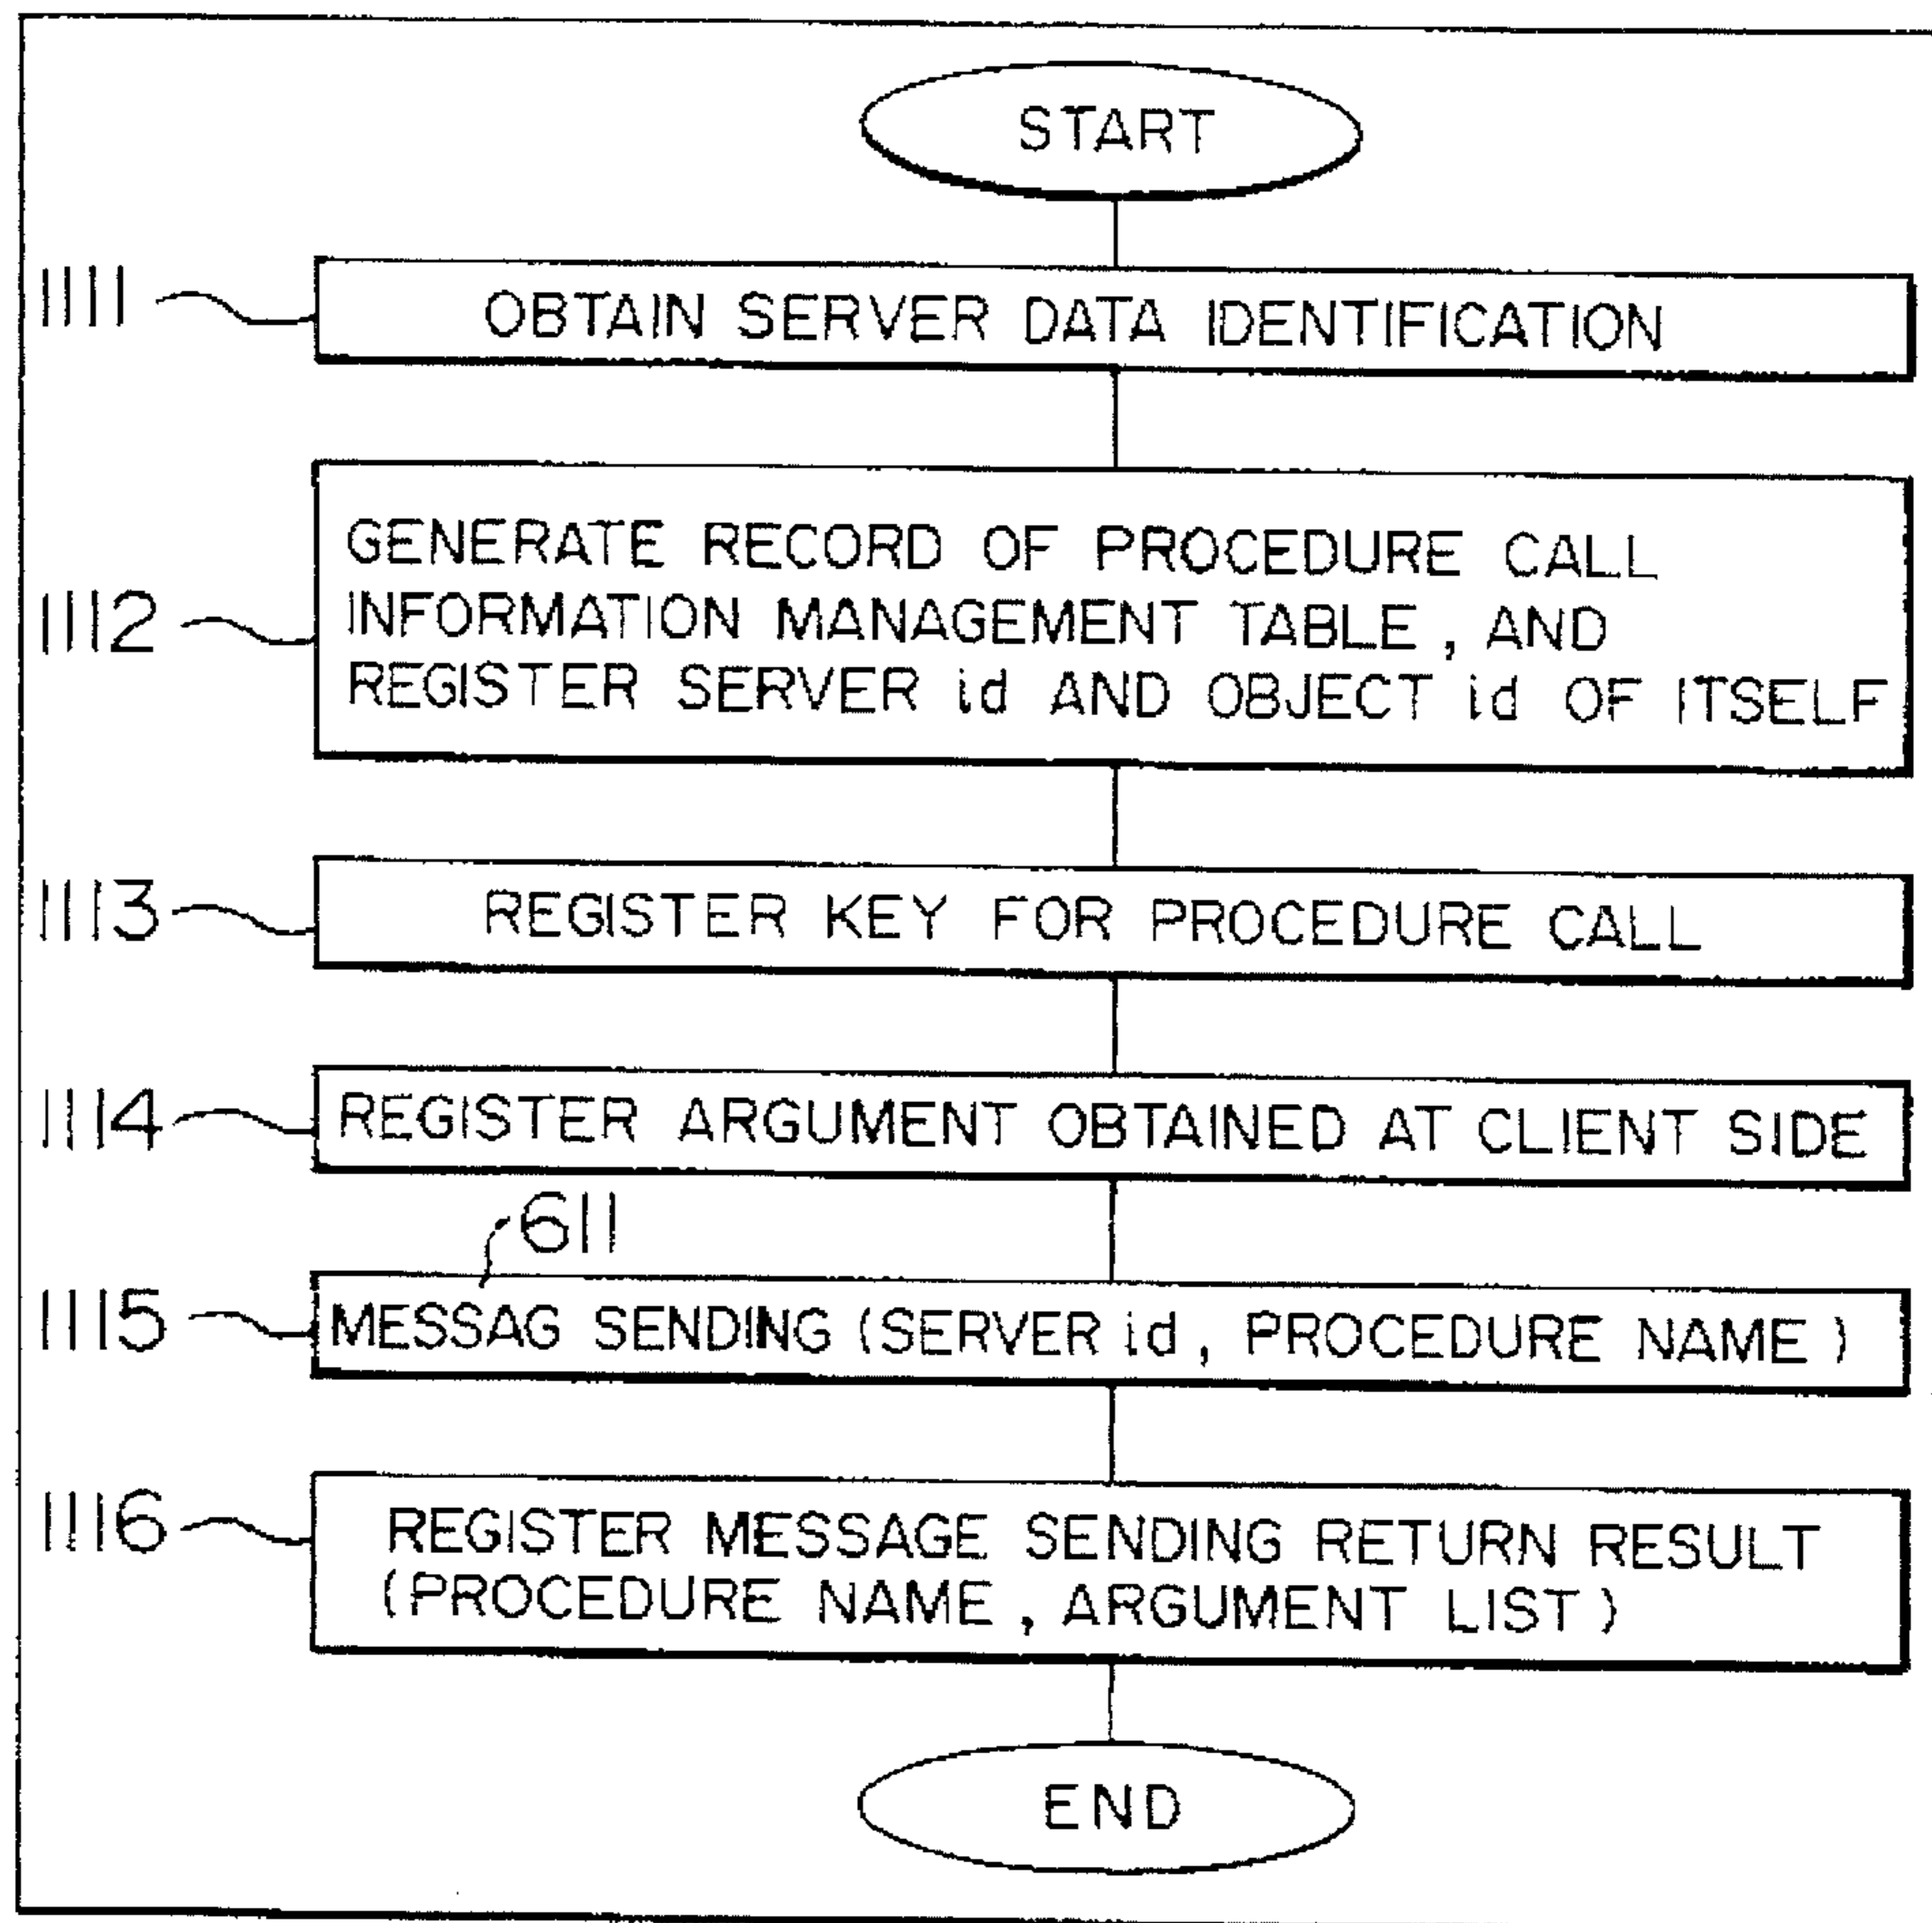 START
1111
OBTAIN SERVER DATA IDENTIFICATION
1112
GENERATE RECORD OF PROCEDURE CALL
INFORMATION MANAGEMENT TABLE, AND
REGISTER SERVER id AND OBJECT id OF ITSELF
1113
REGISTER KEY FOR PROCEDURE CALL
1114
REGISTER ARGUMENT OBTAINED AT CLIENT SIDE
611
1115
MESSAG SENDING (SERVER id, PROCEDURE NAME)
1116
REGISTER MESSAGE SENDING RETURN RESULT
(PROCEDURE NAME, ARGUMENT LIST)
END